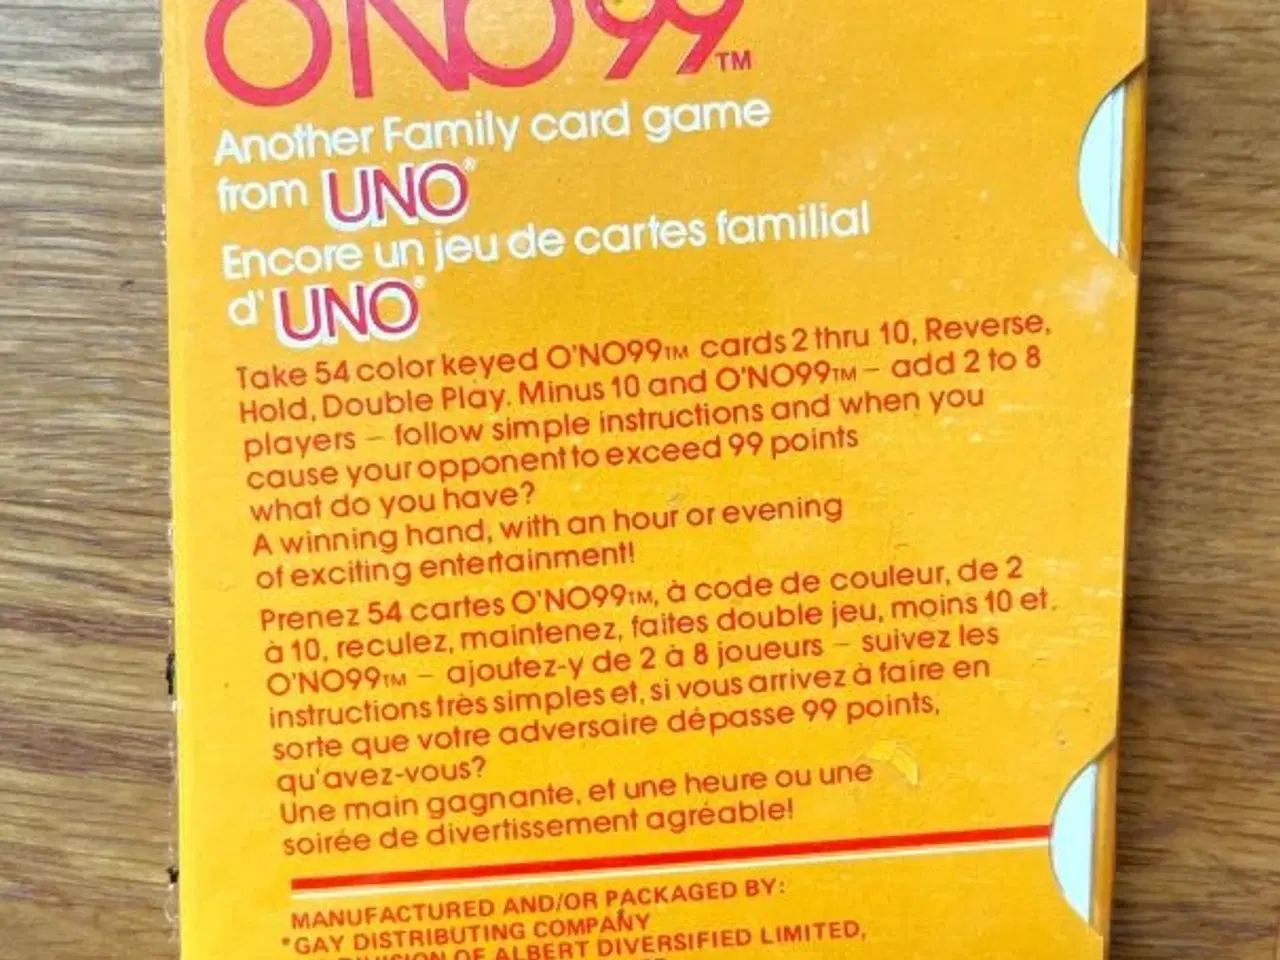 O'NO99™
Another Family card game
from UNO®
Encore un jeu de cartes familial
d'UNO®
Take 54 color keyed O'NO99™ cards 2 thru 10, Reverse,
Hold, Double Play, Minus 10 and O'NO99™ – add 2 to 8
players – follow simple instructions and when you
cause your opponent to exceed 99 points
what do you have?
A winning hand, with an hour or evening
of exciting entertainment!
Prenez 54 cartes O'NO99™, à code de couleur, de 2
à 10, reculez, maintenez, faites double jeu, moins 10 et
O'NO99™ – ajoutez-y de 2 à 8 joueurs – suivez les
instructions très simples et, si vous arrivez à faire en
sorte que votre adversaire dépasse 99 points,
qu'avez-vous?
Une main gagnante, et une heure ou une
soirée de divertissement agréable!
MANUFACTURED AND/OR PACKAGED BY:
*GAY DISTRIBUTING COMPANY
DIVISION OF ALBERT DIVERSIFIED LIMITED,